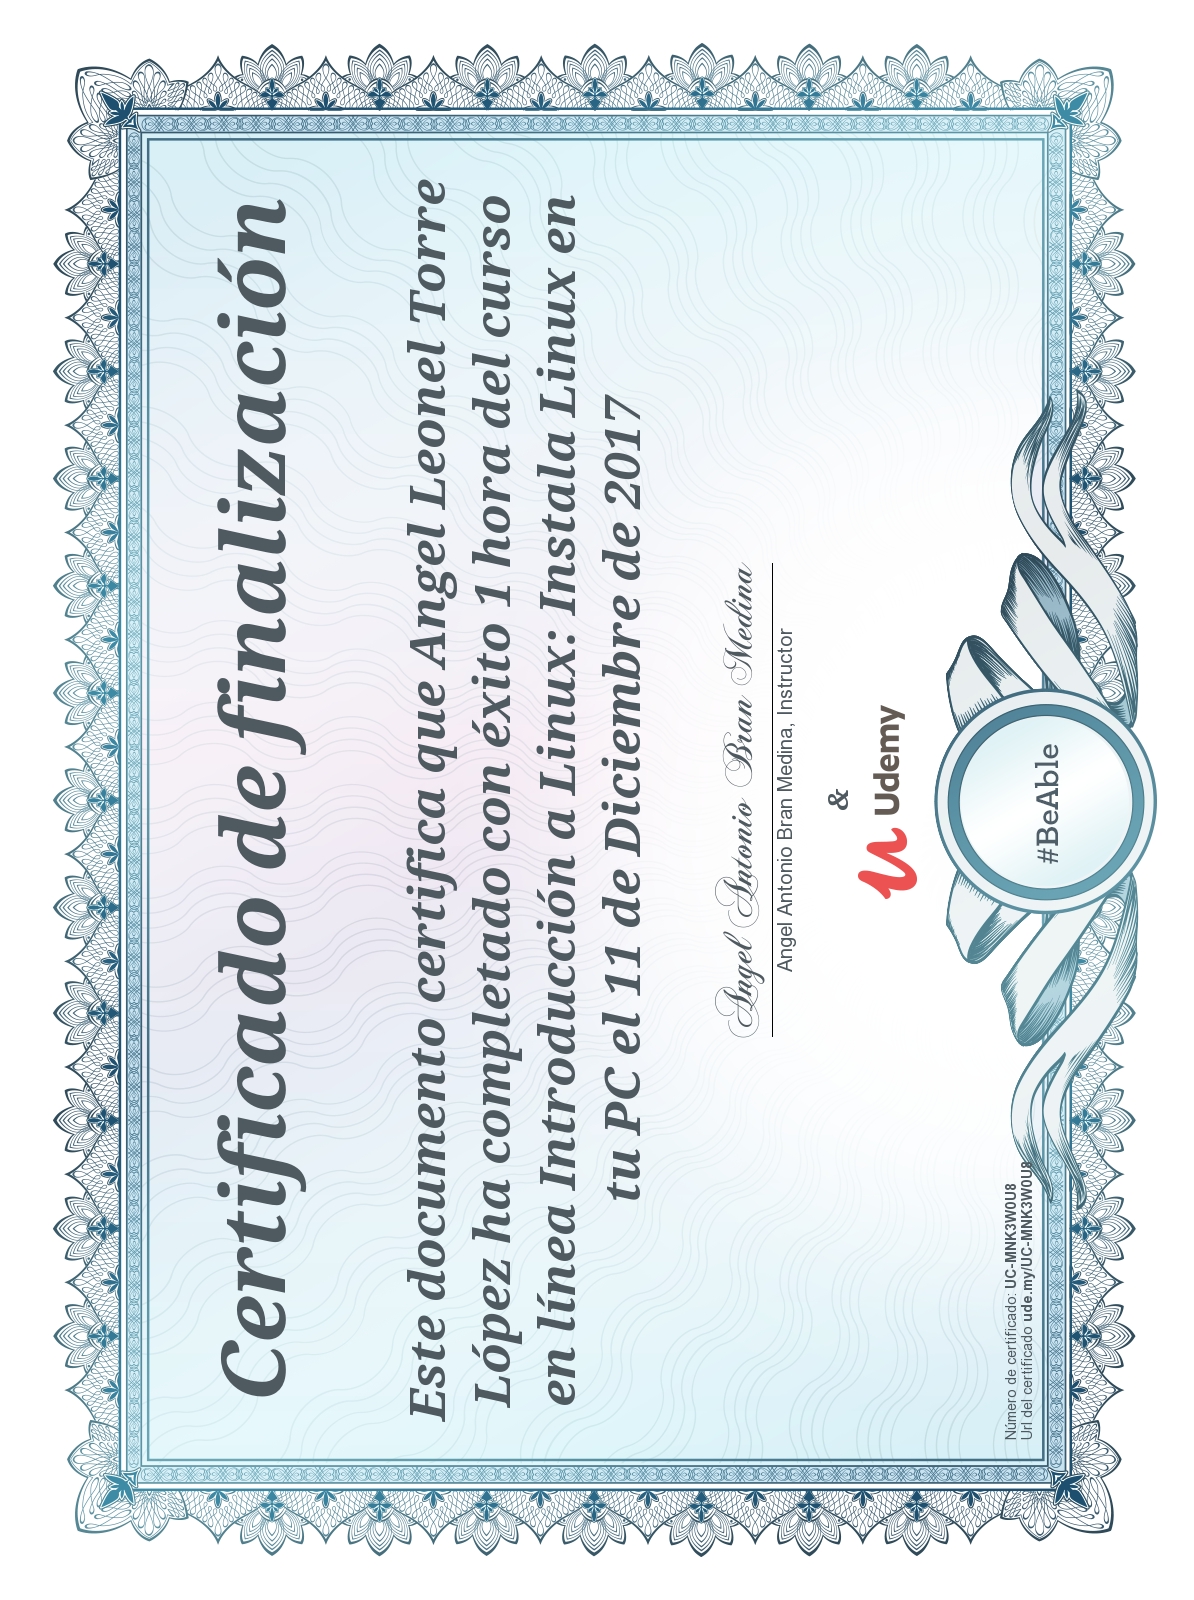 Certificado de finalización
Este documento certifica que Angel Leonel Torre
López ha completado con éxito 1 hora del curso
en línea Introducción a Linux: Instala Linux en
tu PC el 11 de Diciembre de 2017
Angel Antonio Bran Medina
Angel Antonio Bran Medina, Instructor
&
Udemy
#BeAble
Número de certificado: UC-MNK3W0U8
Url del certificado ude.my/UC-MNK3W0U8